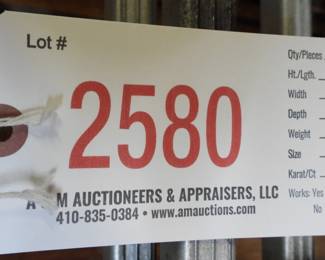 Lot #
2580
A M AUCTIONEERS & APPRAISERS, LLC
410-835-0384 • www.amauctions.com
Qty/Pieces
Ht./Lgth.
Width
Depth
Weight
Size
Karat/Ct
Works: Yes
No